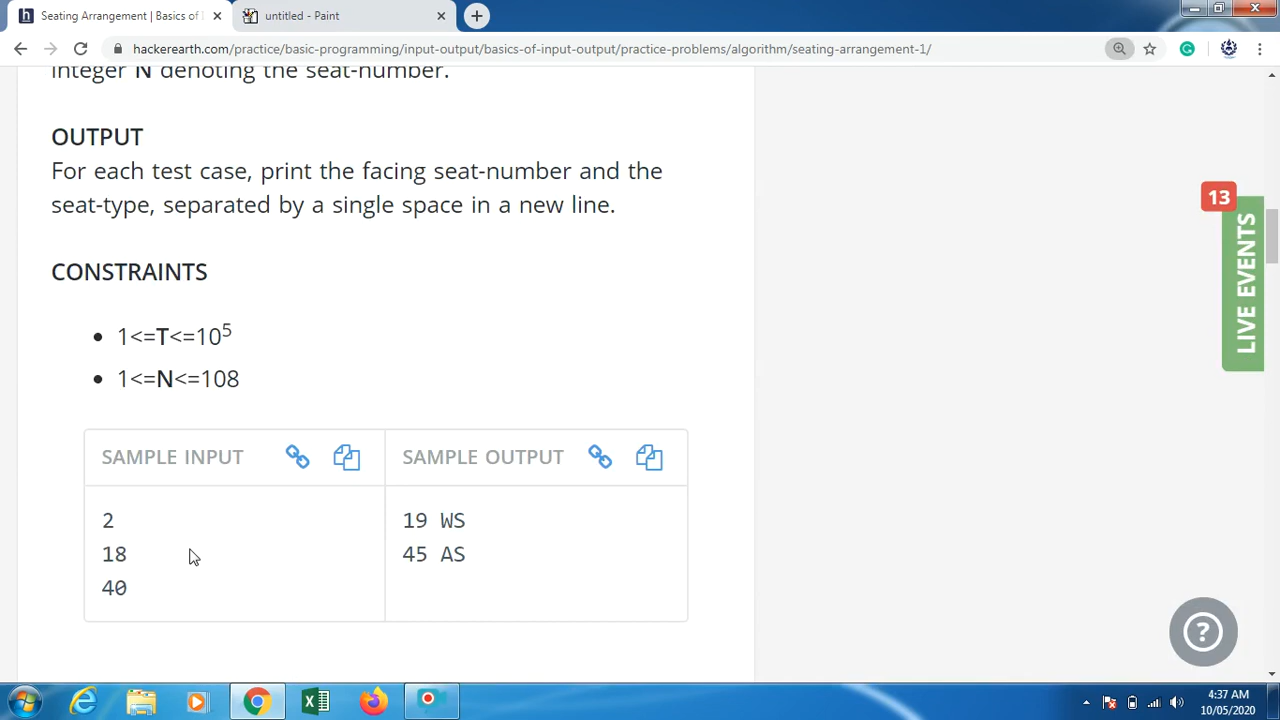 Seating Arrangement | Basics of
untitled - Paint
hackerearth.com/practice/basic-programming/input-output/basics-of-input-output/practice-problems/algorithm/seating-arrangement-1/
integer N denoting the seat-number.
OUTPUT
For each test case, print the facing seat-number and the
seat-type, separated by a single space in a new line.
CONSTRAINTS
• 1<=T<=10⁵
• 1<=N<=108
SAMPLE INPUT
SAMPLE OUTPUT
2
18
40
19 WS
45 AS
13
LIVE EVENTS
4:37 AM
10/05/2020